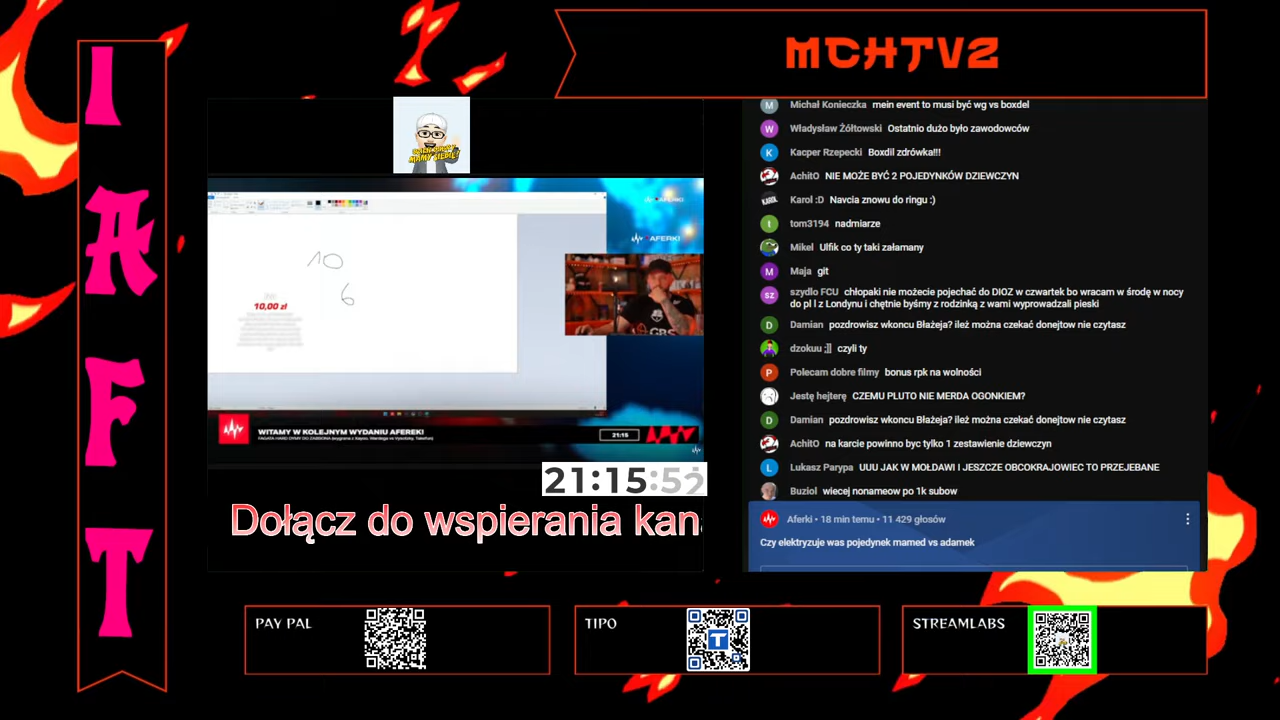 I
A
F
T
MCHTV2
MAMY CIEBIE!
AFERKI
AFERKI
10
6
10,00 zł
WITAMY W KOLEJNYM WYDANIU AFEREK!
21:15
21:15:52
Dołącz do wspierania kana
Michał Konieczka mein event to musi być wg vs boxdel
Władysław Żółtowski Ostatnio dużo było zawodowców
Kacper Rzepecki Boxdil zdrówka!!!
AchitO NIE MOŻE BYĆ 2 POJEDYNKÓW DZIEWCZYN
Karol :D Navcia znowu do ringu :)
tom3194 nadmiarze
Mikel Ulfik co ty taki załamany
Maja git
szydlo FCU chłopaki nie możecie pojechać do DIOZ w czwartek bo wracam w środę w nocy
do pl I z Londynu i chętnie byśmy z rodzinką z wami wyprowadzali pieski
Damian pozdrowisz wkoncu Błażeja? ileż można czekać donejtow nie czytasz
dzokuu ;]] czyli ty
Polecam dobre filmy bonus rpk na wolności
Jestę hejterę CZEMU PLUTO NIE MERDA OGONKIEM?
Damian pozdrowisz wkoncu Błażeja? ileż można czekać donejtow nie czytasz
AchitO na karcie powinno byc tylko 1 zestawienie dziewczyn
Lukasz Parypa UUU JAK W MOŁDAWI I JESZCZE OBCOKRAJOWIEC TO PRZEJEBANE
Buziol wiecej nonameow po 1k subow
Aferki • 18 min temu • 11 429 głosów
Czy elektryzuje was pojedynek mamed vs adamek
PAY PAL
TIPO
T
STREAMLABS